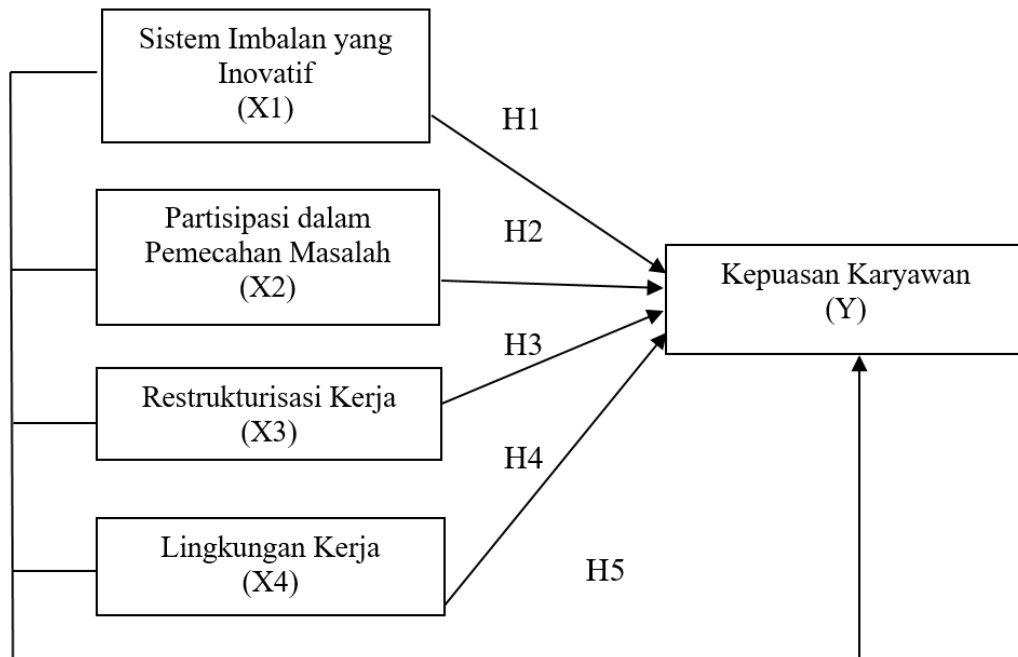 Sistem Imbalan yang
Inovatif
(X1)
H1
Partisipasi dalam
Pemecahan Masalah
(X2)
H2
Kepuasan Karyawan
(Y)
Restrukturisasi Kerja
(X3)
H3
H4
Lingkungan Kerja
(X4)
H5